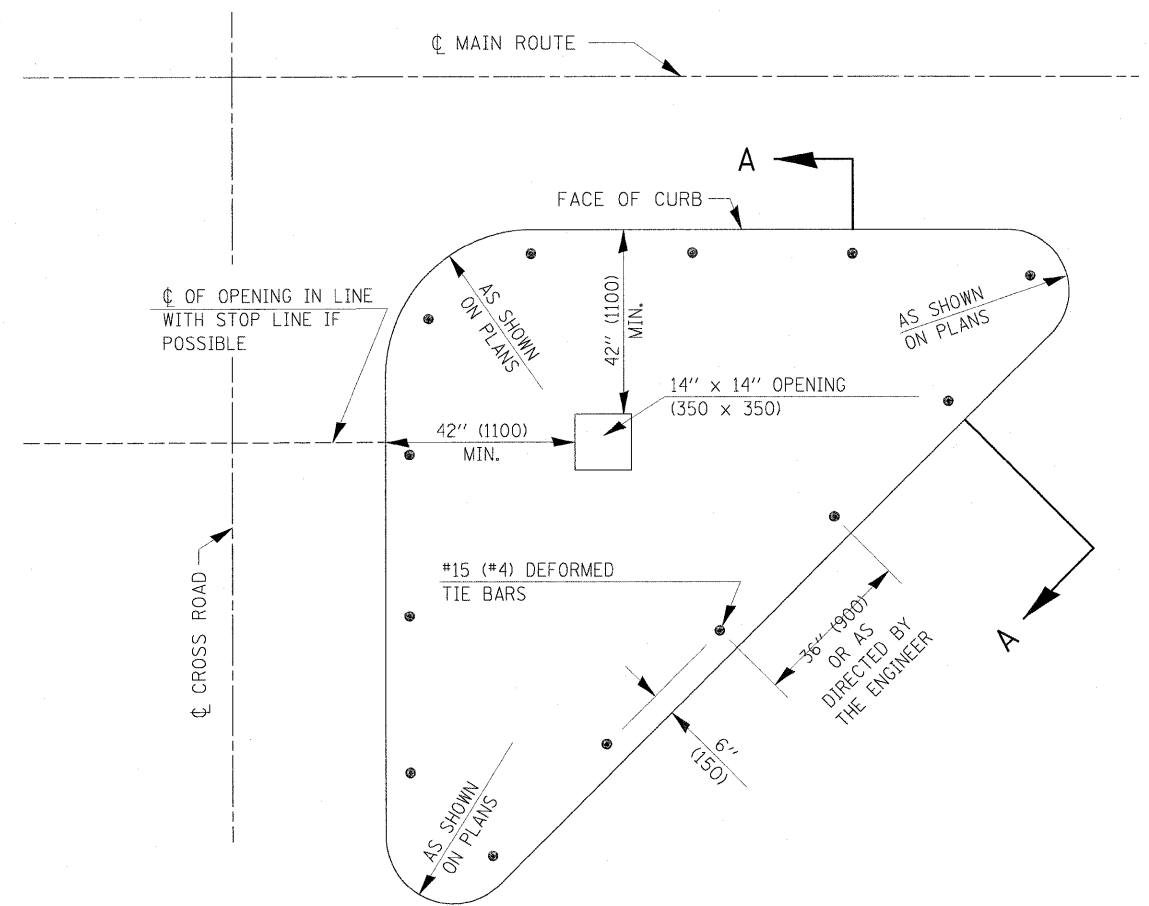 ℄ MAIN ROUTE
A
FACE OF CURB
℄ OF OPENING IN LINE
WITH STOP LINE IF
POSSIBLE
AS SHOWN
ON PLANS
42" (1100)
MIN.
AS SHOWN
ON PLANS
14" x 14" OPENING
(350 x 350)
42" (1100)
MIN.
#15 (#4) DEFORMED
TIE BARS
℄ CROSS ROAD
36" (900)
OR AS
DIRECTED BY
THE ENGINEER
A
6"
(150)
AS SHOWN
ON PLANS